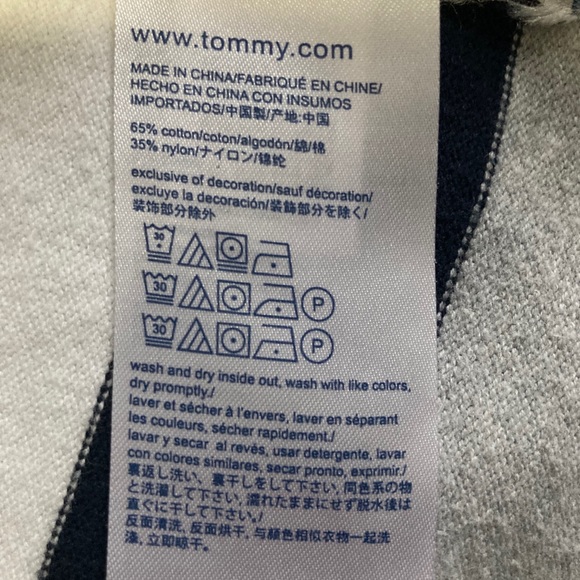 www.tommy.com
MADE IN CHINA/FABRIQUÉ EN CHINE/
HECHO EN CHINA CON INSUMOS
IMPORTADOS/中国製/产地:中国
65% cotton/coton/algodón/綿/棉
35% nylon/ナイロン/锦纶
exclusive of decoration/sauf décoration/
excluye la decoración/装飾部分を除く/
装饰部分除外
30
30 P
30 P
wash and dry inside out, wash with like colors,
dry promptly./
laver et sécher à l'envers, laver en séparant
les couleurs, sécher rapidement./
lavar y secar al revés, usar detergente, lavar
con colores similares, secar pronto, exprimir./
裏返し洗い、裏干しをして下さい, 同色系の物
と洗濯して下さい, 濡れたままにせず脱水後は
直ぐに干して下さい./
反面清洗, 反面烘干, 与颜色相似衣物一起洗
涤, 立即晾干。